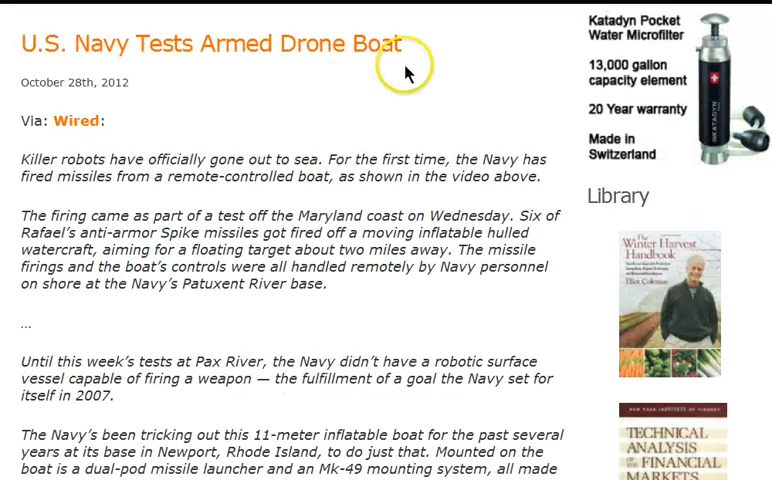 U.S. Navy Tests Armed Drone Boat
October 28th, 2012
Via: Wired:
Killer robots have officially gone out to sea. For the first time, the Navy has
fired missiles from a remote-controlled boat, as shown in the video above.
The firing came as part of a test off the Maryland coast on Wednesday. Six of
Rafael's anti-armor Spike missiles got fired off a moving inflatable hulled
watercraft, aiming for a floating target about two miles away. The missile
firings and the boat's controls were all handled remotely by Navy personnel
on shore at the Navy's Patuxent River base.
...
Until this week's tests at Pax River, the Navy didn't have a robotic surface
vessel capable of firing a weapon — the fulfillment of a goal the Navy set for
itself in 2007.
The Navy's been tricking out this 11-meter inflatable boat for the past several
years at its base in Newport, Rhode Island, to do just that. Mounted on the
boat is a dual-pod missile launcher and an Mk-49 mounting system, all made
Katadyn Pocket
Water Microfilter
13,000 gallon
capacity element
20 Year warranty
Made in
Switzerland
KATADYN
Library
The
Winter Harvest
Handbook
Eliot Coleman
NEW YORK INSTITUTE OF FINANCE
TECHNICAL
ANALYSIS
OF THE FINANCIAL
MARKETS